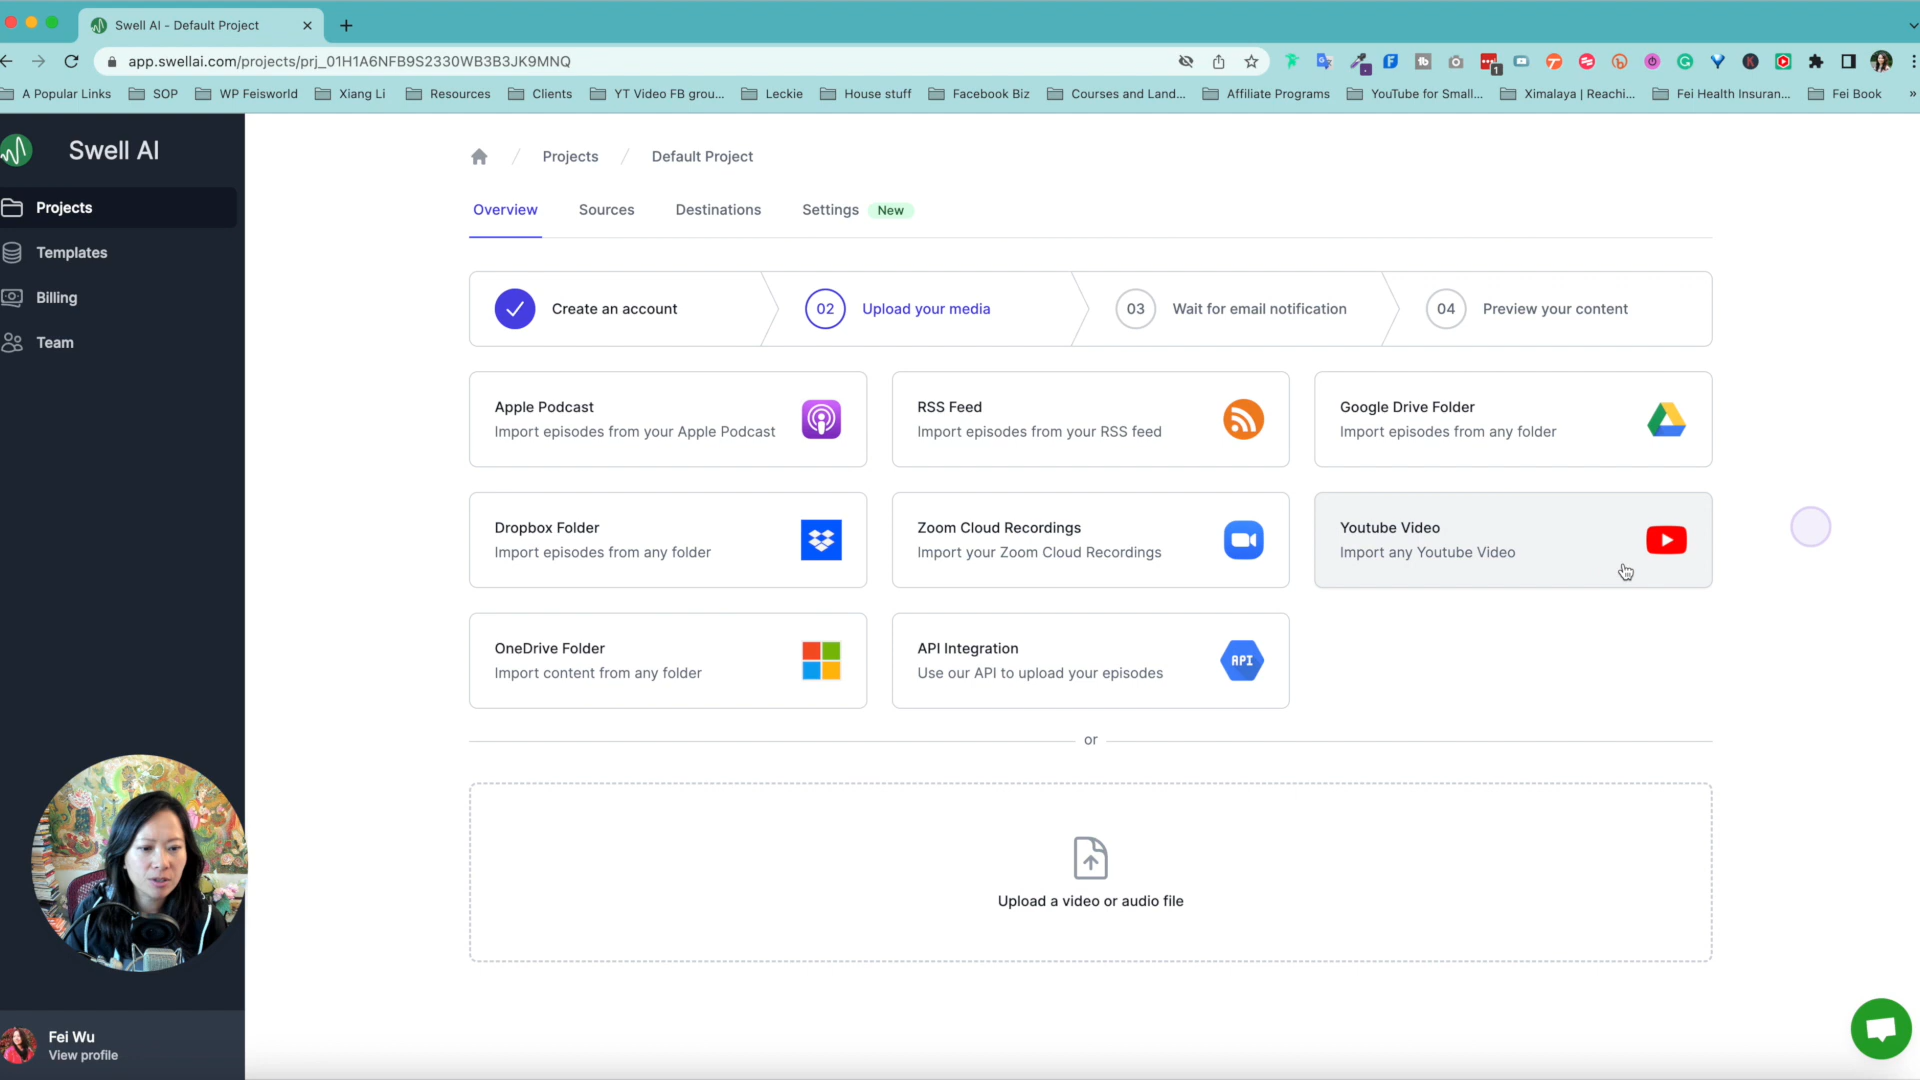 Swell AI - Default Project
app.swellai.com/projects/prj_01H1A6NFB9S2330WB3B3JK9MNQ
A Popular Links
SOP
WP Feisworld
Xiang Li
Resources
Clients
YT Video FB grou...
Leckie
House stuff
Facebook Biz
Courses and Land...
Affiliate Programs
YouTube for Small...
Ximalaya | Reachi...
Fei Health Insuran...
Fei Book
»
Swell AI
Projects
Templates
Billing
Team
Projects / Default Project
Overview
Sources
Destinations
Settings New
Create an account
02 Upload your media
03 Wait for email notification
04 Preview your content
Apple Podcast
Import episodes from your Apple Podcast
RSS Feed
Import episodes from your RSS feed
Google Drive Folder
Import episodes from any folder
Dropbox Folder
Import episodes from any folder
Zoom Cloud Recordings
Import your Zoom Cloud Recordings
Youtube Video
Import any Youtube Video
OneDrive Folder
Import content from any folder
API Integration
Use our API to upload your episodes
API
or
Upload a video or audio file
Fei Wu
View profile